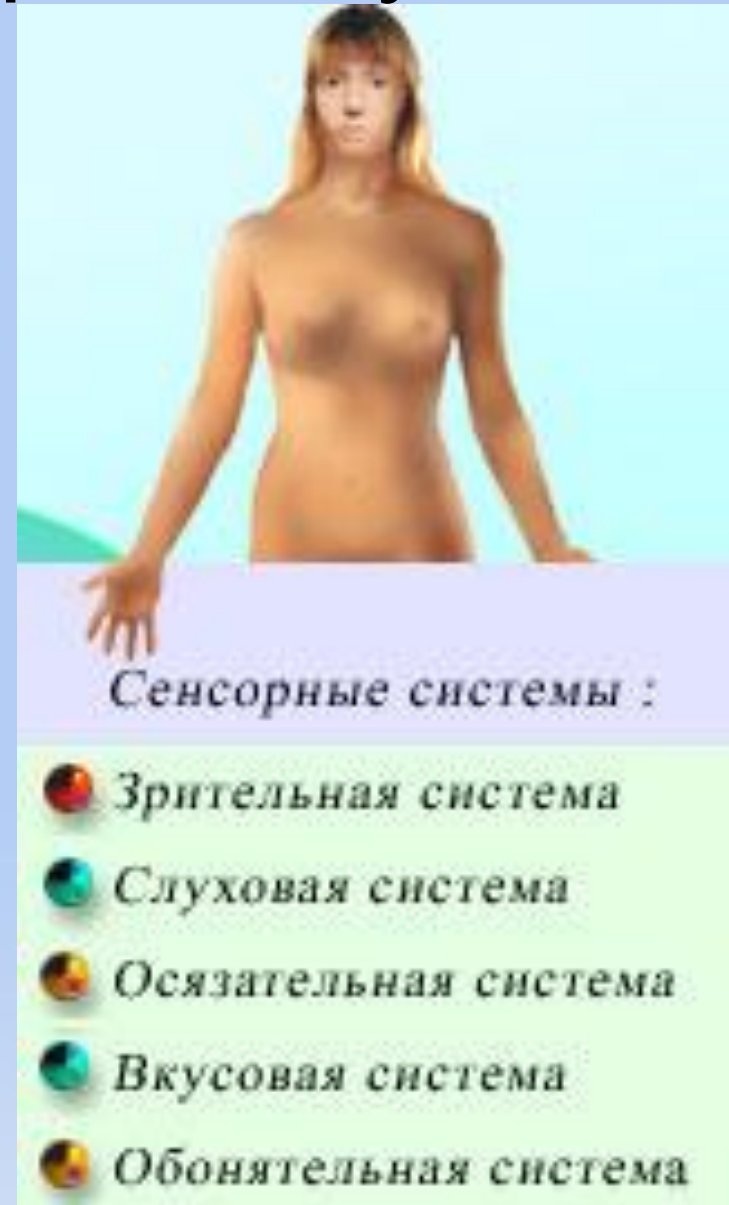 Сенсорные системы :
Зрительная система
Слуховая система
Осязательная система
Вкусовая система
Обонятельная система